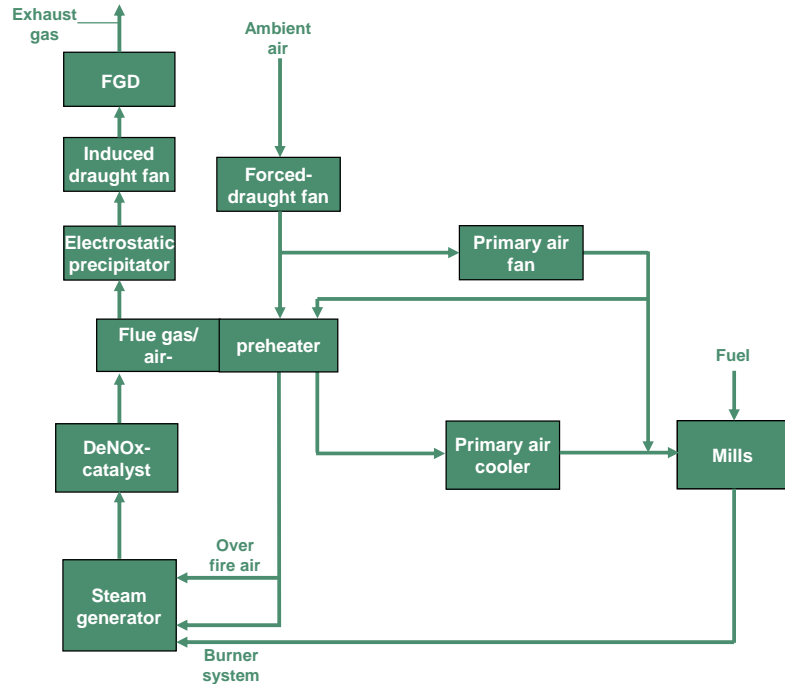 Exhaust
gas
Ambient
air
FGD
Induced
draught fan
Forced-
draught fan
Electrostatic
precipitator
Primary air
fan
Flue gas/
air-
preheater
Fuel
DeNOx-
catalyst
Primary air
cooler
Mills
Over
fire air
Steam
generator
Burner
system